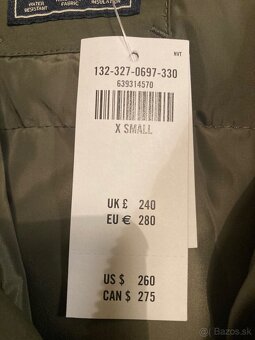 WATER RESISTANT
FABRIC
INSULATION
NVT
132-327-0697-330
639314570
X SMALL
UK £ 240
EU € 280
US $ 260
CAN $ 275
Bazos.sk